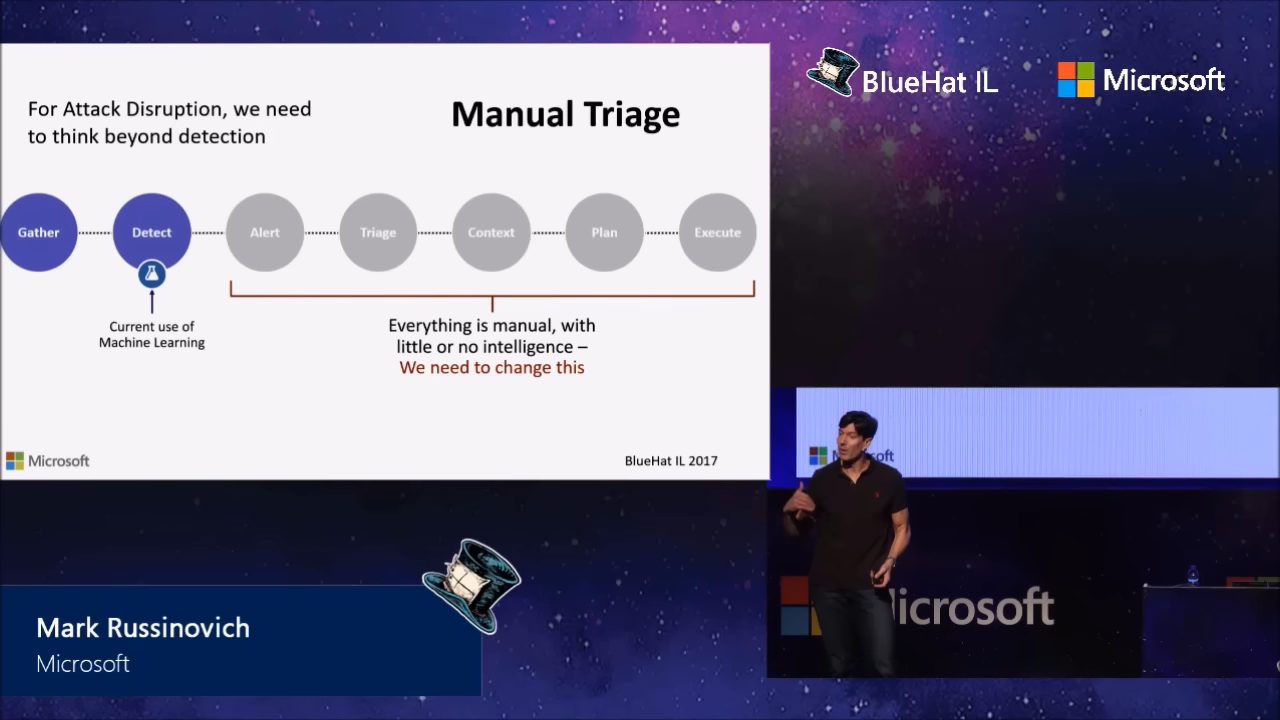 For Attack Disruption, we need
to think beyond detection
Manual Triage
Gather
Detect
Alert
Triage
Context
Plan
Execute
Current use of
Machine Learning
Everything is manual, with
little or no intelligence –
We need to change this
Microsoft
BlueHat IL 2017
BlueHat IL
Microsoft
Mark Russinovich
Microsoft